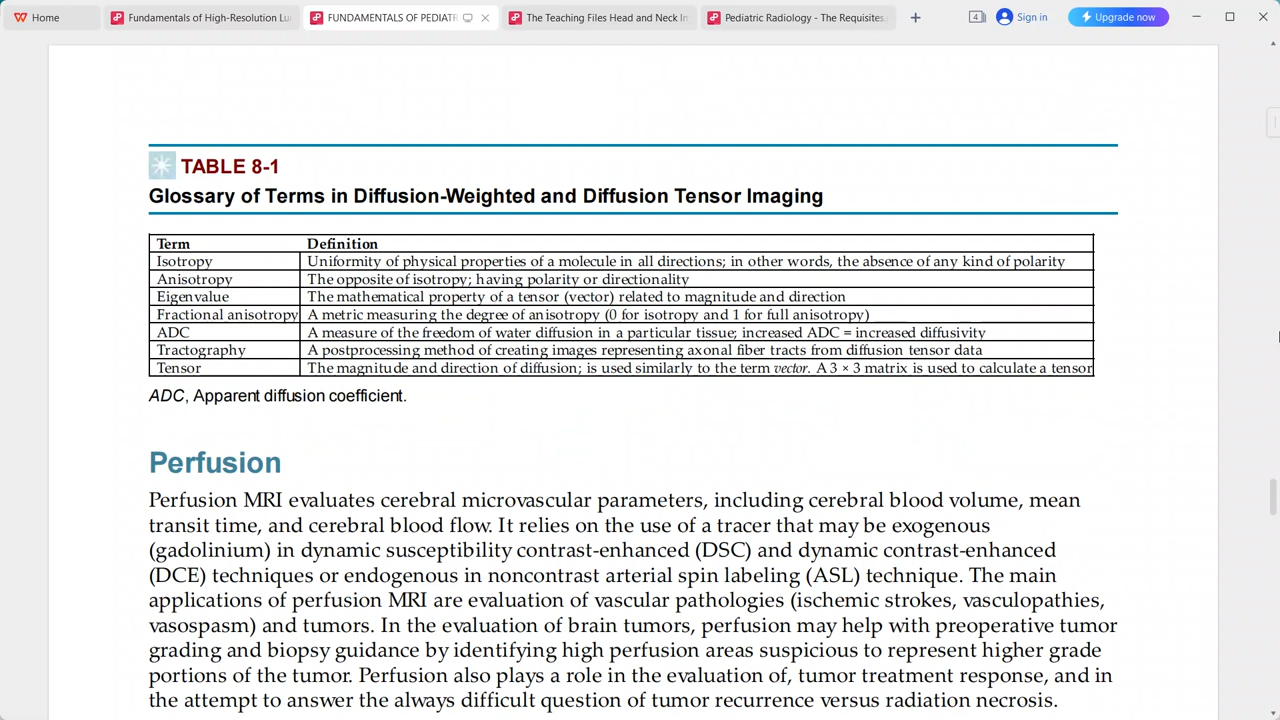 Home
Fundamentals of High-Resolution Lu
FUNDAMENTALS OF PEDIATR
The Teaching Files Head and Neck Im
Pediatric Radiology - The Requisites.
4
Sign in
Upgrade now
TABLE 8-1
Glossary of Terms in Diffusion-Weighted and Diffusion Tensor Imaging
Term Definition
Isotropy Uniformity of physical properties of a molecule in all directions; in other words, the absence of any kind of polarity
Anisotropy The opposite of isotropy; having polarity or directionality
Eigenvalue The mathematical property of a tensor (vector) related to magnitude and direction
Fractional anisotropy A metric measuring the degree of anisotropy (0 for isotropy and 1 for full anisotropy)
ADC A measure of the freedom of water diffusion in a particular tissue; increased ADC = increased diffusivity
Tractography A postprocessing method of creating images representing axonal fiber tracts from diffusion tensor data
Tensor The magnitude and direction of diffusion; is used similarly to the term vector. A 3 × 3 matrix is used to calculate a tensor
ADC, Apparent diffusion coefficient.
Perfusion
Perfusion MRI evaluates cerebral microvascular parameters, including cerebral blood volume, mean
transit time, and cerebral blood flow. It relies on the use of a tracer that may be exogenous
(gadolinium) in dynamic susceptibility contrast-enhanced (DSC) and dynamic contrast-enhanced
(DCE) techniques or endogenous in noncontrast arterial spin labeling (ASL) technique. The main
applications of perfusion MRI are evaluation of vascular pathologies (ischemic strokes, vasculopathies,
vasospasm) and tumors. In the evaluation of brain tumors, perfusion may help with preoperative tumor
grading and biopsy guidance by identifying high perfusion areas suspicious to represent higher grade
portions of the tumor. Perfusion also plays a role in the evaluation of, tumor treatment response, and in
the attempt to answer the always difficult question of tumor recurrence versus radiation necrosis.